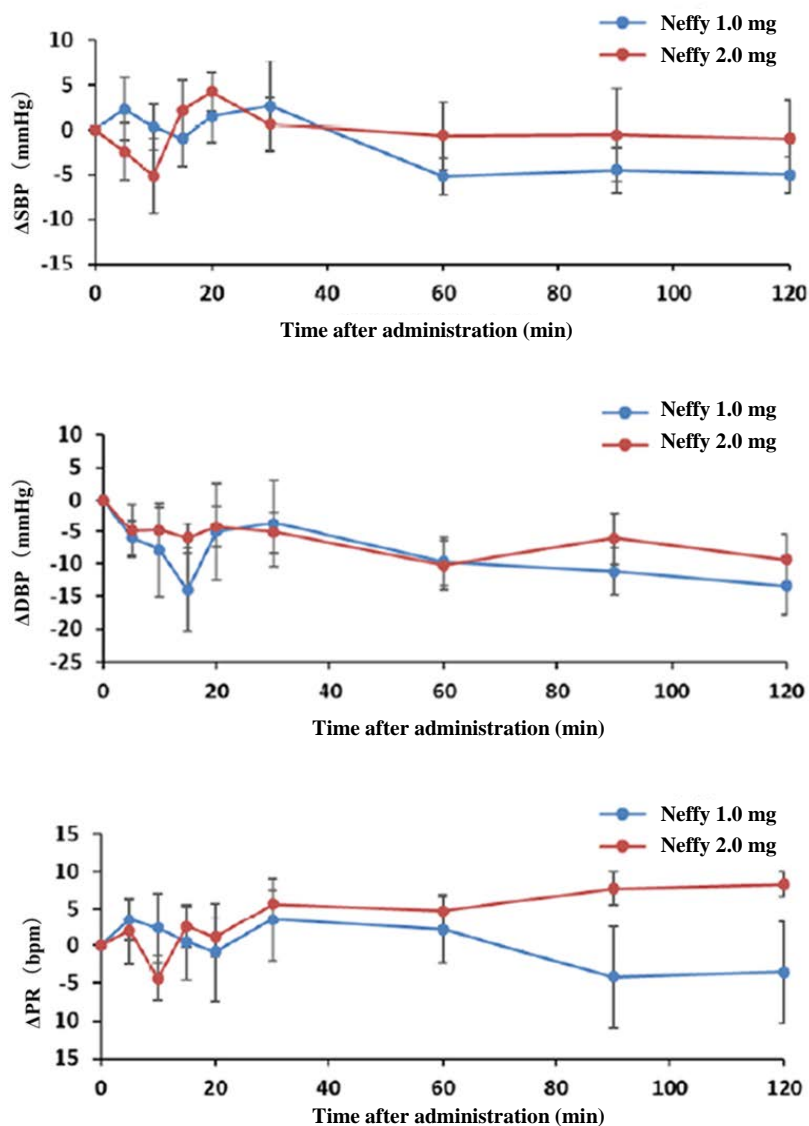 Neffy 1.0 mg
Neffy 2.0 mg
10
5
0
-5
-10
-15
ΔSBP (mmHg)
0 20 40 60 80 100 120
Time after administration (min)
Neffy 1.0 mg
Neffy 2.0 mg
10
5
0
-5
-10
-15
-20
-25
ΔDBP (mmHg)
0 20 40 60 80 100 120
Time after administration (min)
Neffy 1.0 mg
Neffy 2.0 mg
15
10
5
0
-5
10
15
ΔPR (bpm)
0 20 40 60 80 100 120
Time after administration (min)